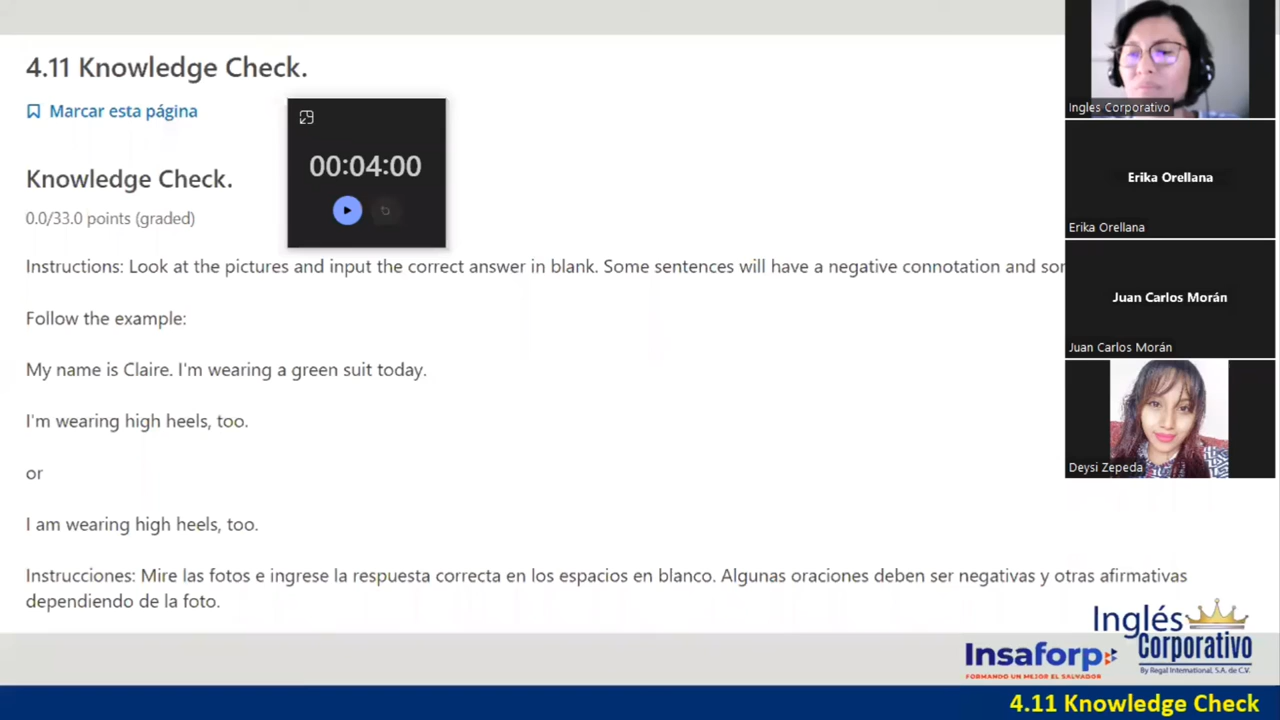 4.11 Knowledge Check.
Marcar esta página
00:04:00
Knowledge Check.
0.0/33.0 points (graded)
Instructions: Look at the pictures and input the correct answer in blank. Some sentences will have a negative connotation and
Follow the example:
My name is Claire. I'm wearing a green suit today.
I'm wearing high heels, too.
or
I am wearing high heels, too.
Instrucciones: Mire las fotos e ingrese la respuesta correcta en los espacios en blanco. Algunas oraciones deben ser negativas y otras afirmativas
dependiendo de la foto.
Ingles Corporativo
Erika Orellana
Erika Orellana
Juan Carlos Morán
Juan Carlos Morán
Deysi Zepeda
Inglés
Corporativo
By Regal International, S.A. de C.V.
Insaforp
FORMANDO UN MEJOR EL SALVADOR
4.11 Knowledge Check